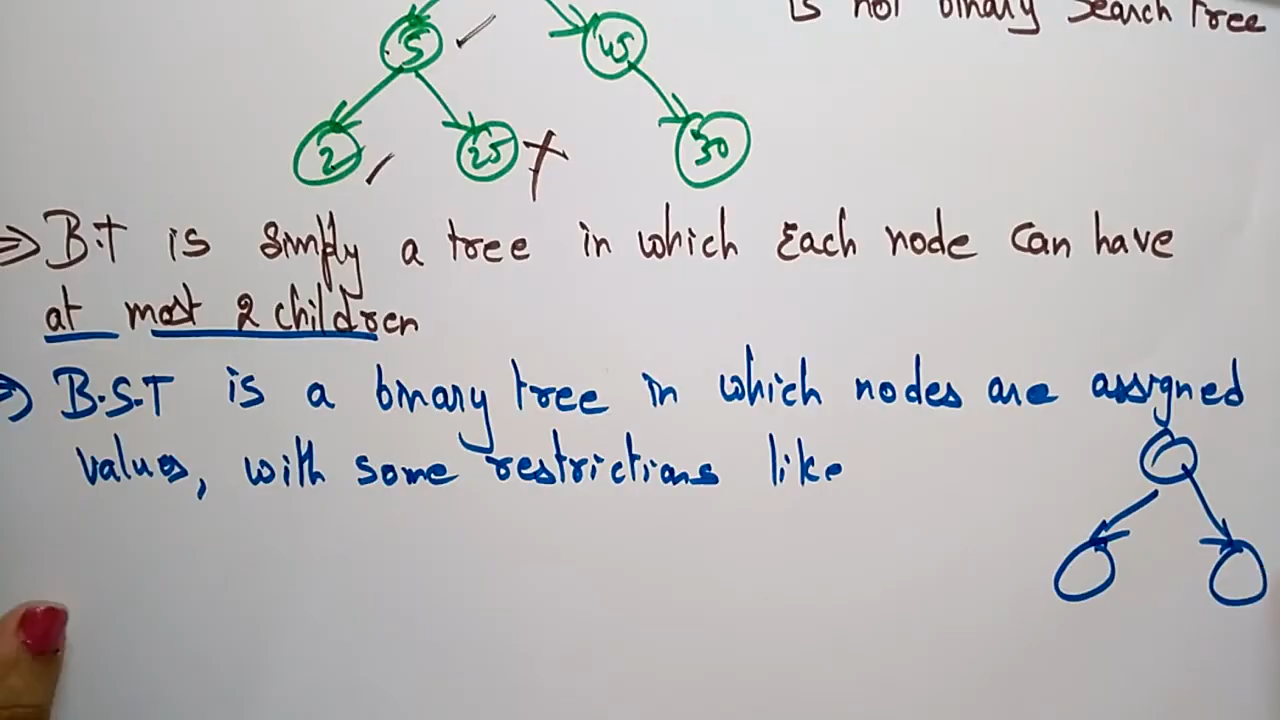 is not binary Search Tree
5 45
2 25 30
⇒ B.T is simply a tree in which Each node can have
at most 2 children
⇒ B.S.T is a binary tree in which nodes are assigned
values, with some restrictions like